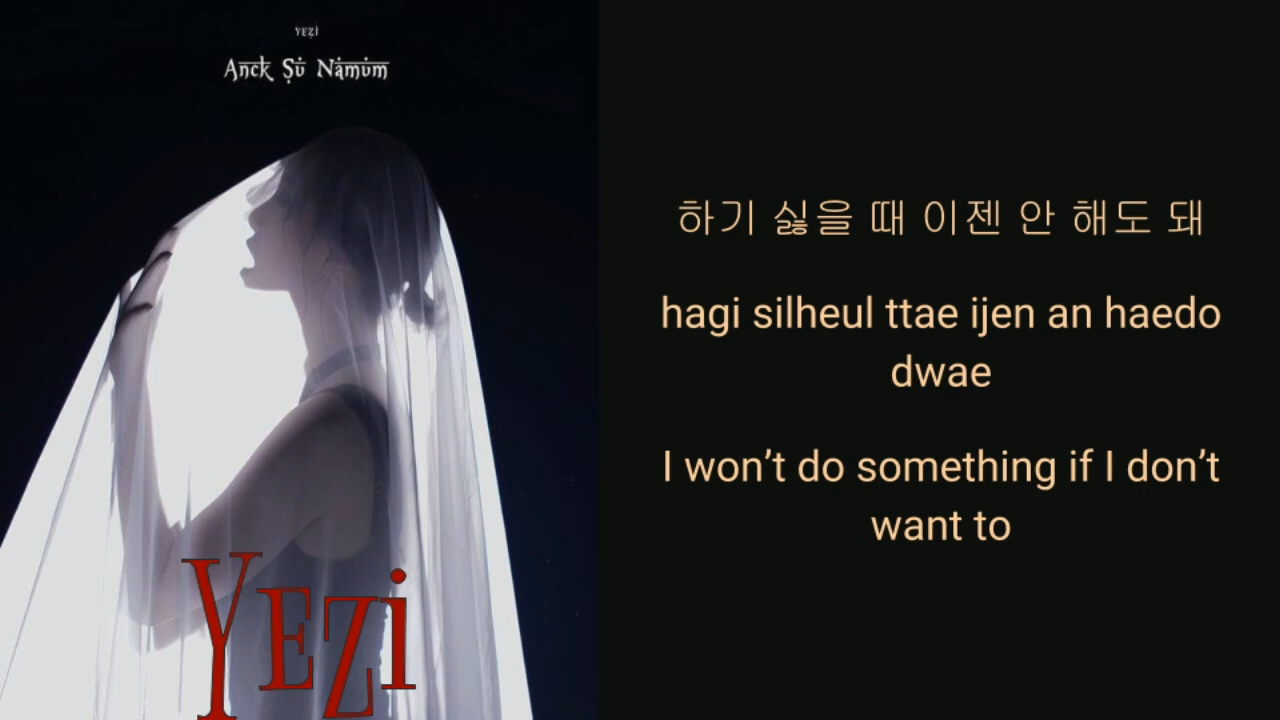 YEZI
Anck Su Namum
YEZi
하기 싫을 때 이젠 안 해도 돼
hagi silheul ttae ijen an haedo
dwae
I won’t do something if I don’t
want to